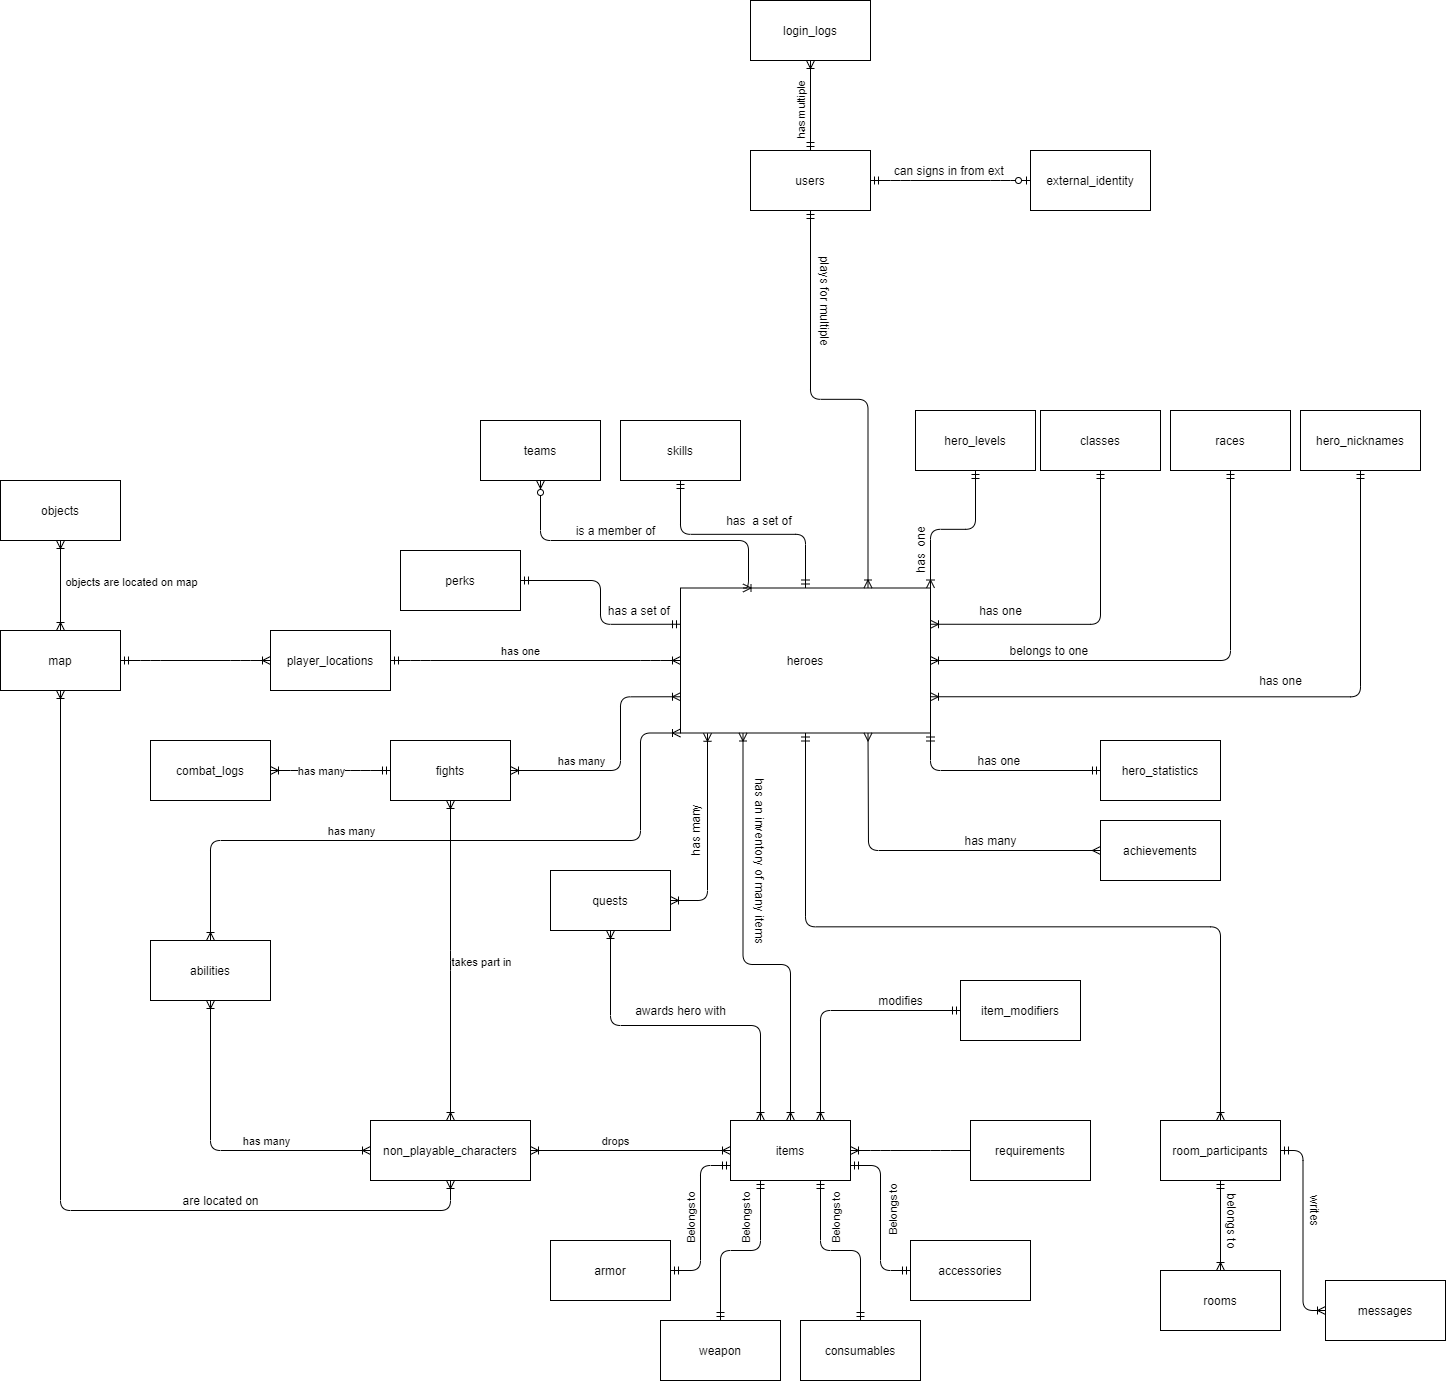 login_logs
has multiple
users
can signs in from ext
external_identity
plays for multiple
hero_levels
classes
races
hero_nicknames
teams
skills
objects
is a member of
has a set of
has one
perks
objects are located on map
has a set of
has one
map
player_locations
has one
heroes
belongs to one
has one
combat_logs
has many
fights
has many
has one
hero_statistics
has many
has many
has an inventory of many items
has many
achievements
quests
abilities
takes part in
awards hero with
modifies
item_modifiers
has many
non_playable_characters
drops
items
requirements
room_participants
are located on
Belongs to
Belongs to
Belongs to
Belongs to
belongs to
writes
armor
accessories
rooms
messages
weapon
consumables